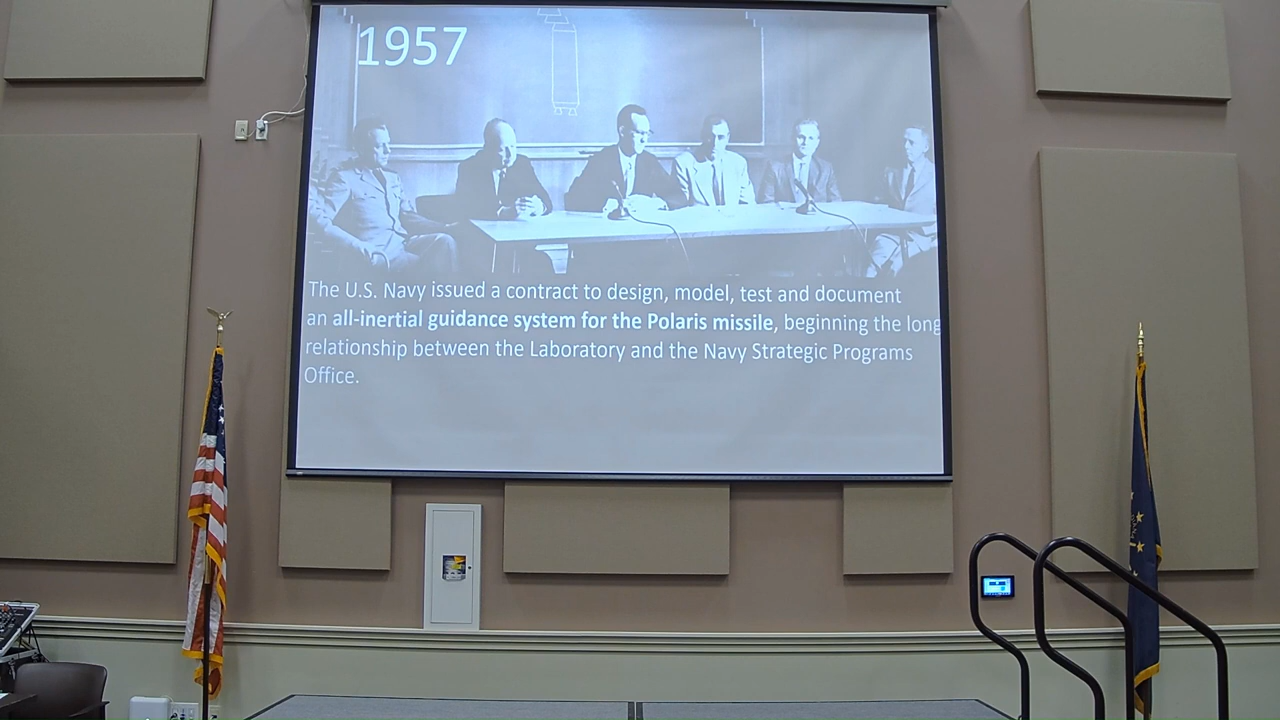 1957
The U.S. Navy issued a contract to design, model, test and document
an all-inertial guidance system for the Polaris missile, beginning the long
relationship between the Laboratory and the Navy Strategic Programs
Office.